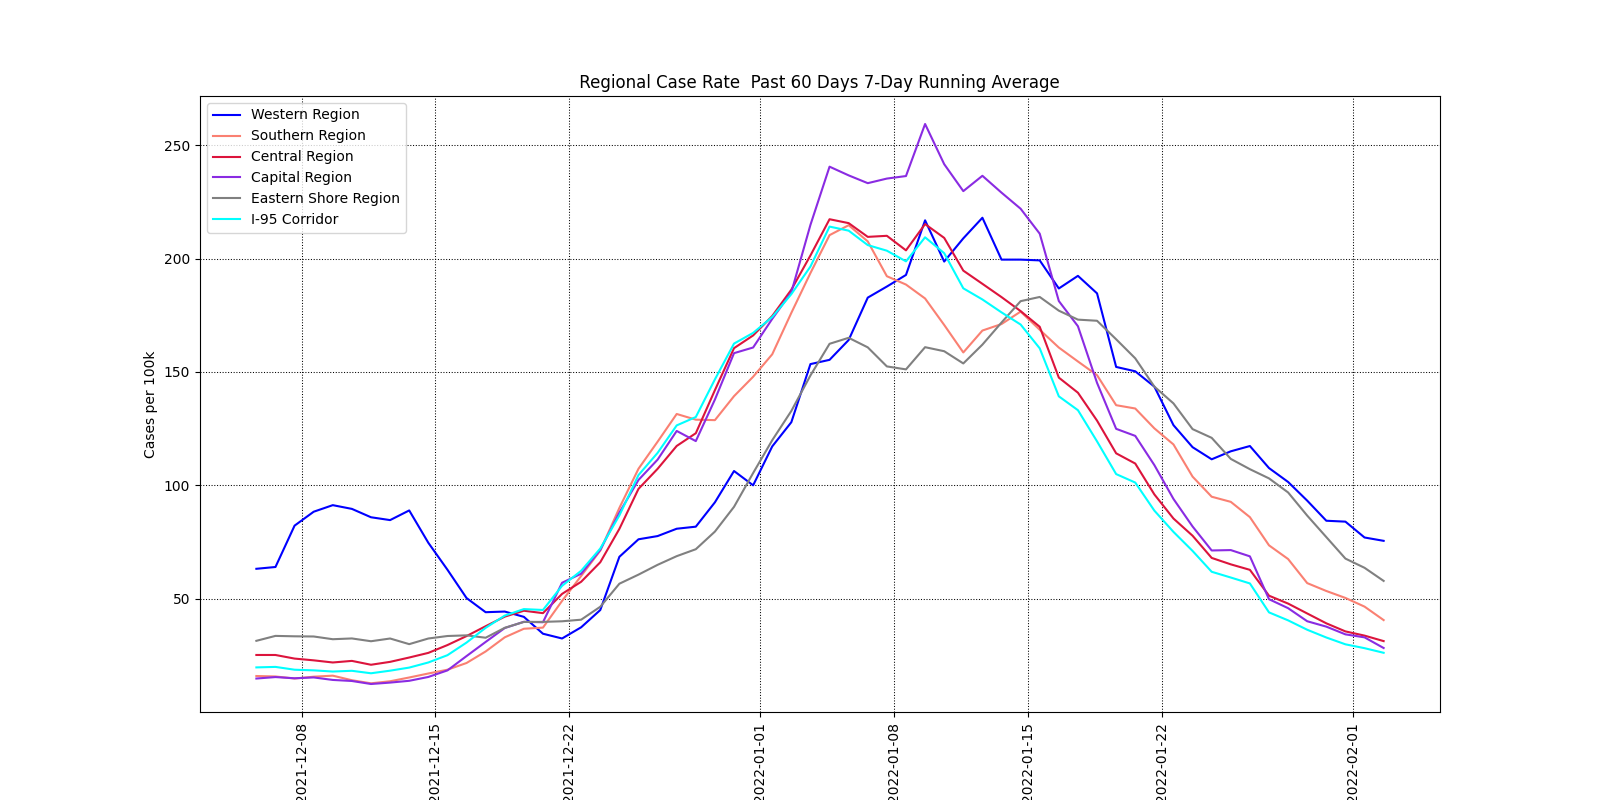 Regional Case Rate  Past 60 Days 7-Day Running Average
Western Region
Southern Region
Central Region
Capital Region
Eastern Shore Region
I-95 Corridor
Cases per 100k
250
200
150
100
50
2021-12-08
2021-12-15
2021-12-22
2022-01-01
2022-01-08
2022-01-15
2022-01-22
2022-02-01